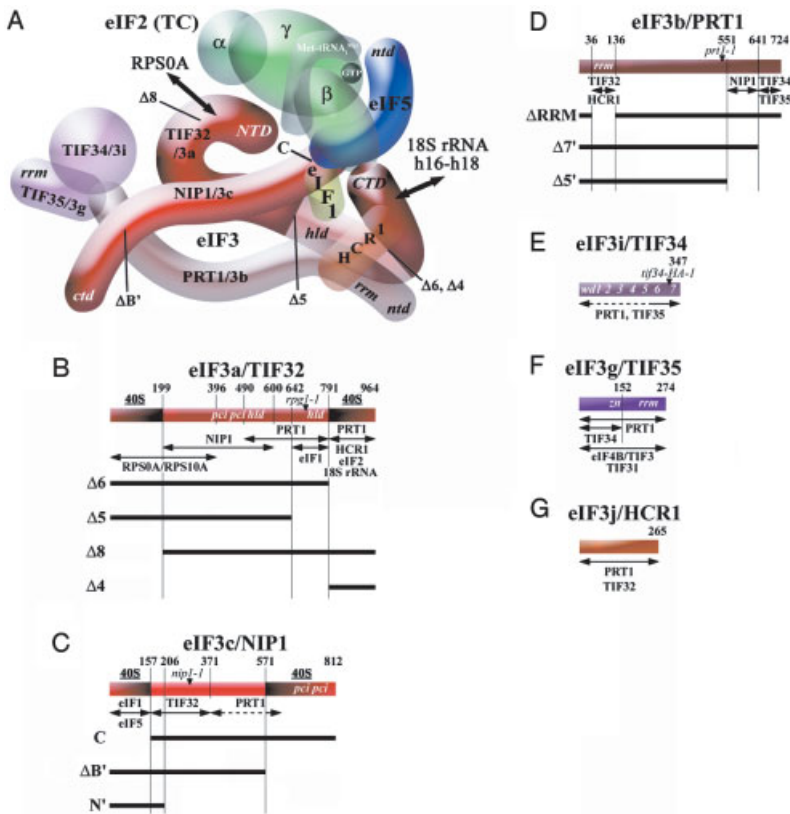 A
eIF2 (TC)
α
γ
Met-tRNAi
ntd
GTP
β
eIF5
RPS0A
Δ8
TIF32
/3a
NTD
C
eIF1
18S rRNA
h16-h18
CTD
TIF34/3i
rrm
TIF35/3g
NIP1/3c
eIF3
hld
HCR1
PRT1/3b
Δ5
Δ6, Δ4
ctd
ΔB'
rrm
ntd
B
eIF3a/TIF32
40S 199 396 490 600 642 791 40S 964
rpg1-1
pci pci hld hld
PRT1 PRT1
NIP1 eIF1 HCR1
RPS0A/RPS10A eIF2
18S rRNA
Δ6
Δ5
Δ8
Δ4
C
eIF3c/NIP1
40S 157 206 371 571 40S 812
nip1-1
pci pci
eIF1 TIF32 PRT1
eIF5
C
ΔB'
N'
D
eIF3b/PRT1
36 136 551 641 724
prt1-1
rrm
TIF32 NIP1 TIF34
HCR1 TIF35
ΔRRM
Δ7'
Δ5'
E
eIF3i/TIF34
347
tif34-HA-1
wd1 2 3 4 5 6 7
PRT1, TIF35
F
eIF3g/TIF35
152 274
zn rrm
PRT1
TIF34
eIF4B/TIF3
TIF31
G
eIF3j/HCR1
265
PRT1
TIF32